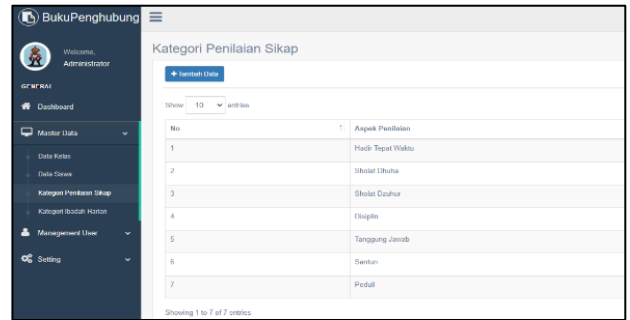 BukuPenghubung
Welcome,
Administrator
GENERAL
Dashboard
Master Data
Data Kelas
Data Siswa
Kategori Penilaian Sikap
Kategori Ibadah Harian
Management User
Setting
Kategori Penilaian Sikap
+ Tambah Data
Show 10 entries
No Aspek Penilaian
1 Hadir Tepat Waktu
2 Sholat Dhuha
3 Sholat Dzuhur
4 Disiplin
5 Tanggung Jawab
6 Santun
7 Peduli
Showing 1 to 7 of 7 entries